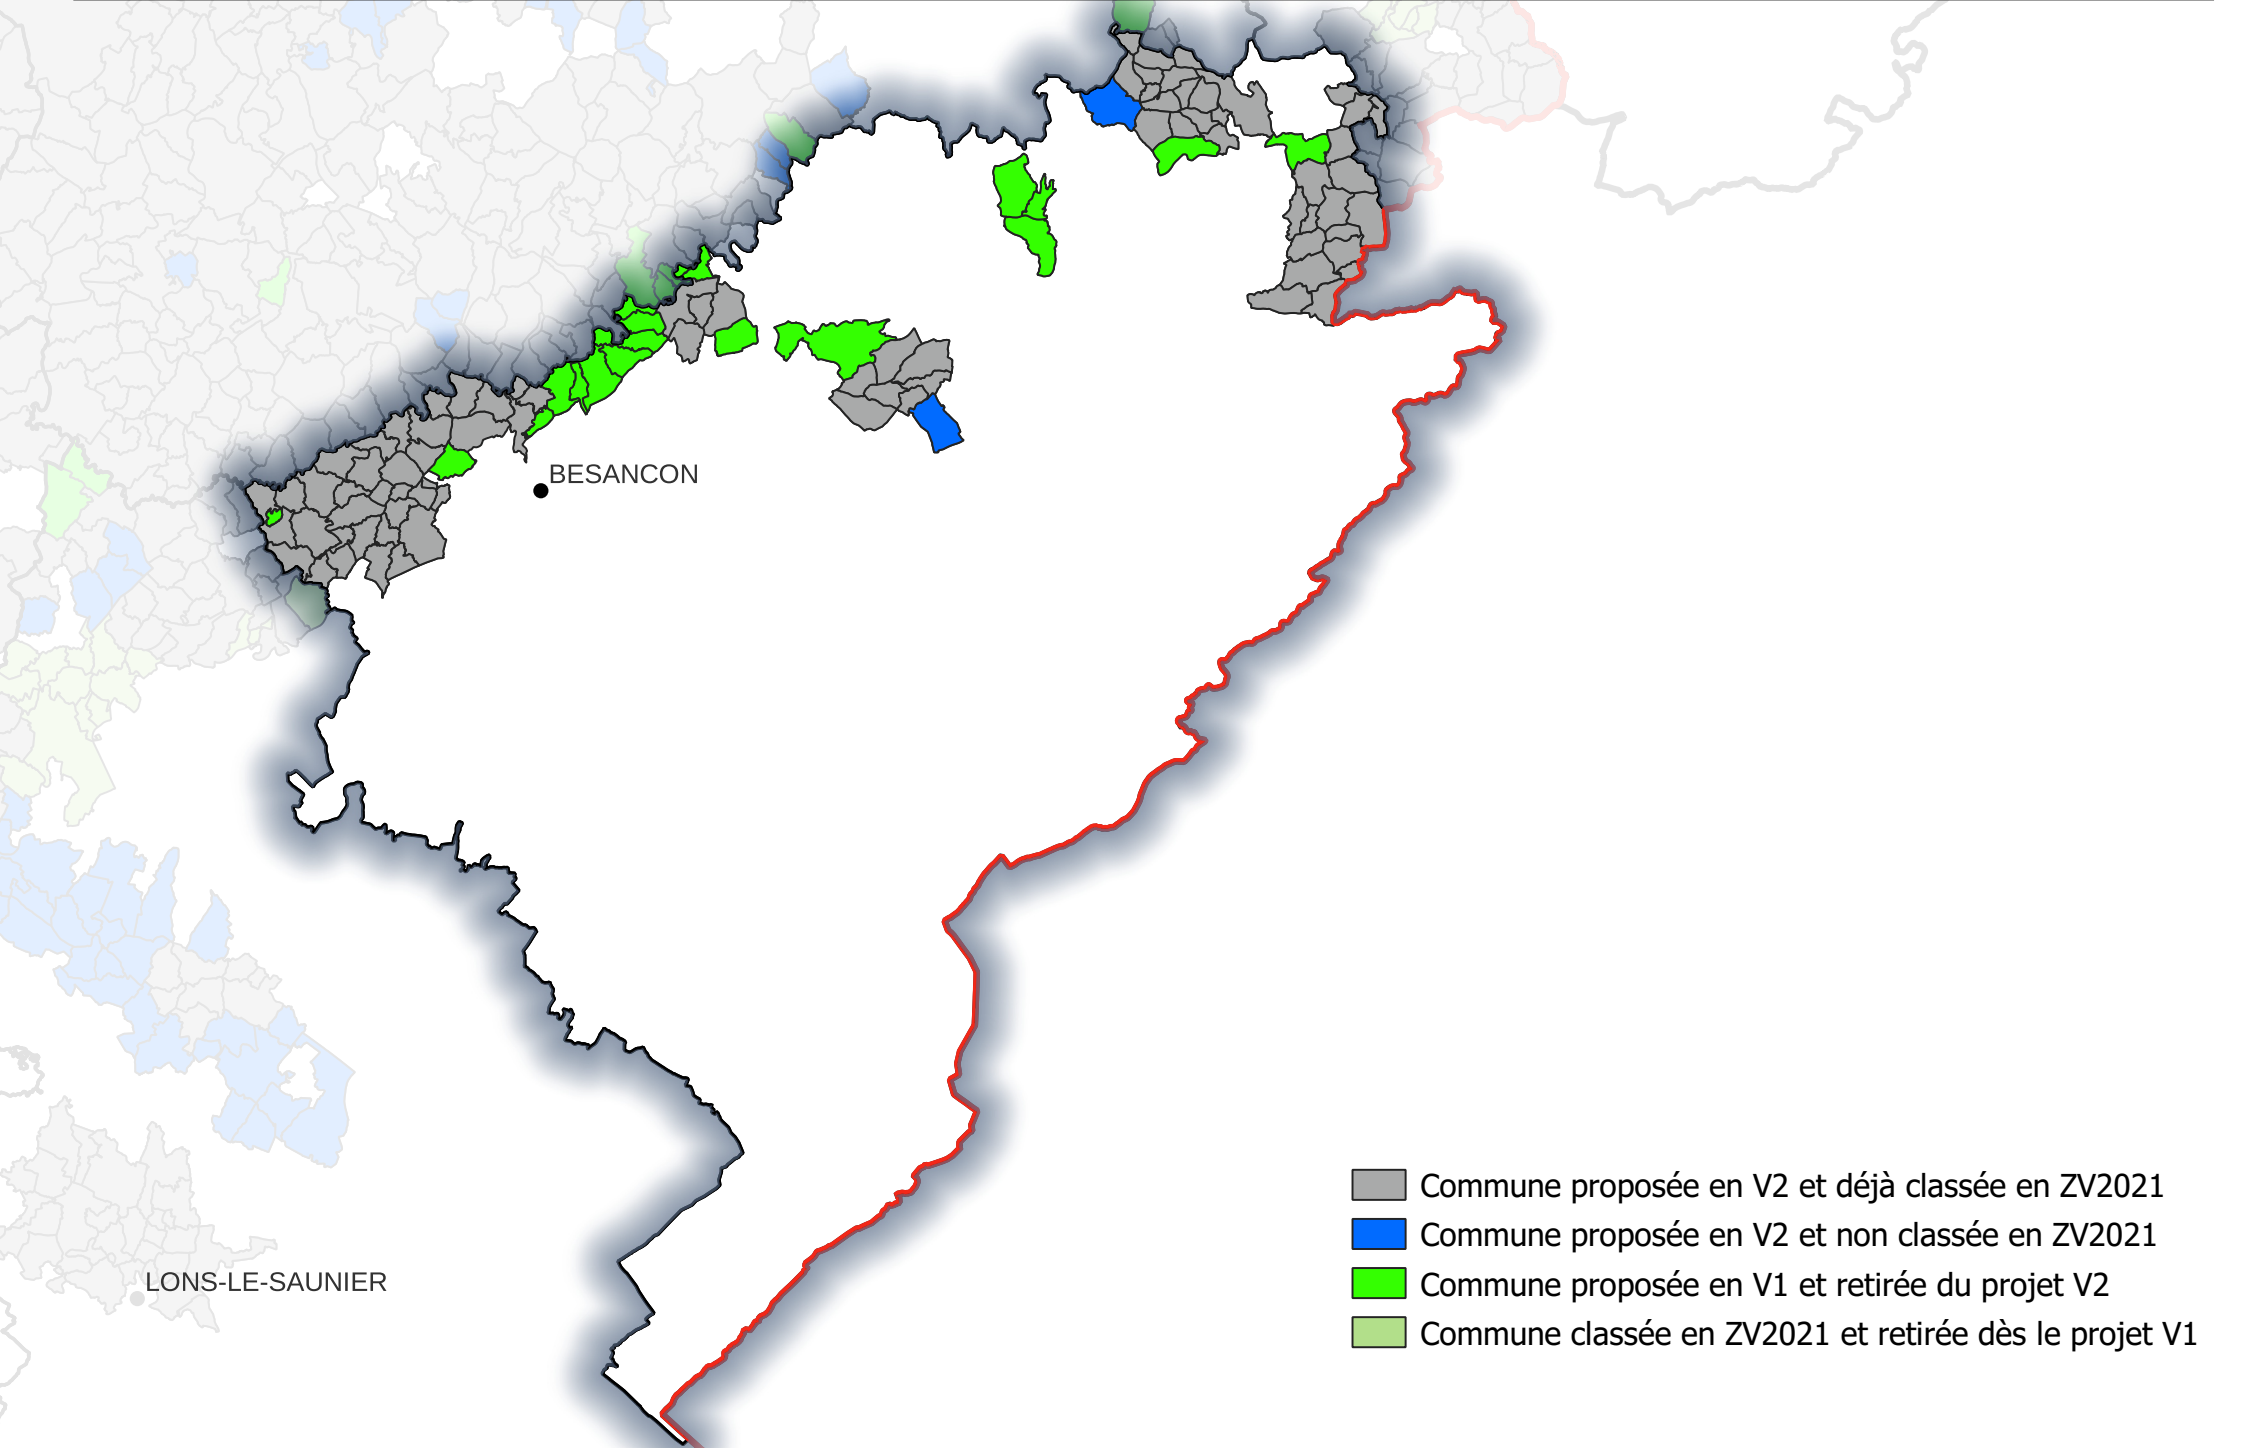 BESANCON
Commune proposée en V2 et déjà classée en ZV2021
Commune proposée en V2 et non classée en ZV2021
LONS-LE-SAUNIER
Commune proposée en V1 et retirée du projet V2
Commune classée en ZV2021 et retirée dès le projet V1